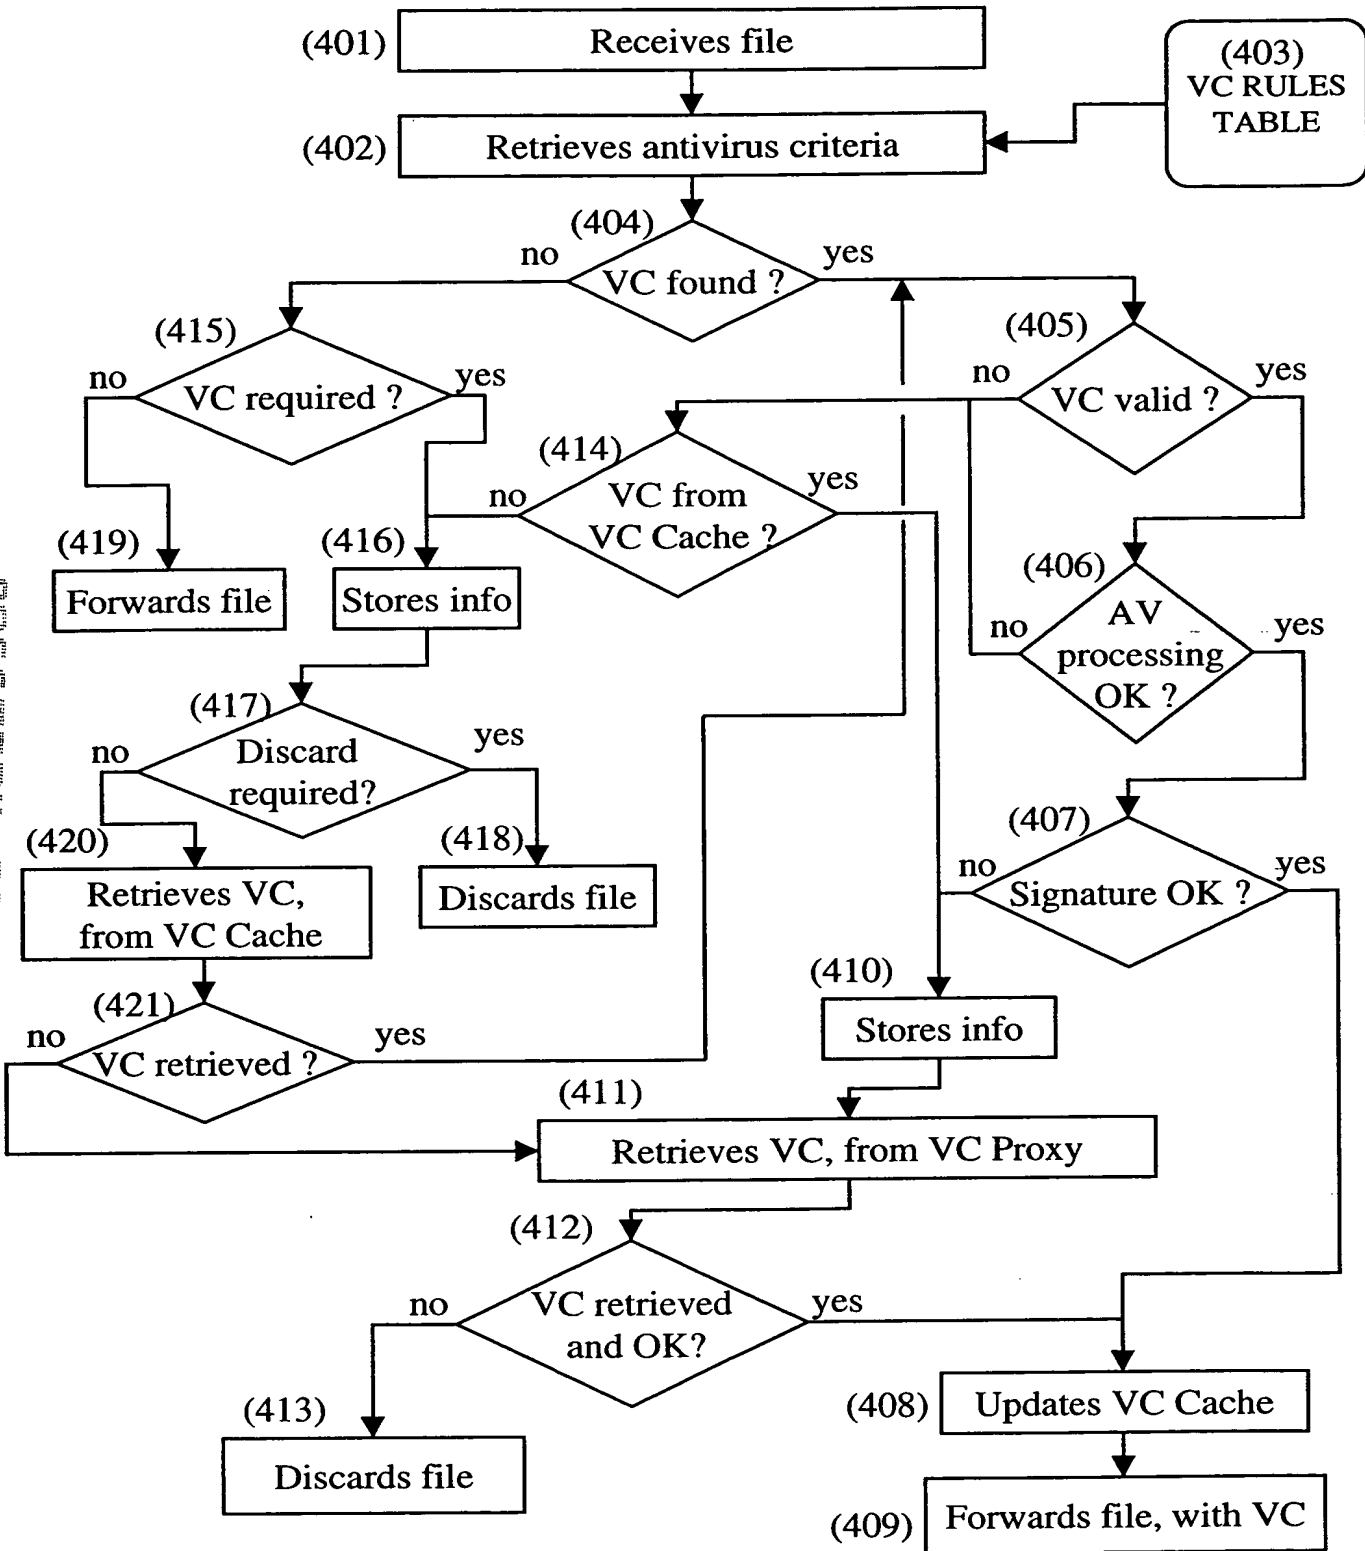 (401)
Receives file
(403)
VC RULES
TABLE
(402)
Retrieves antivirus criteria
(404)
no
yes
VC found ?
(415)
(405)
no
yes
VC required ?
no
yes
VC valid ?
(414)
no
yes
VC from
VC Cache ?
(419)
(416)
(406)
Forwards file
Stores info
AV
processing
OK ?
no
yes
(417)
no
yes
Discard
required?
(420)
(418)
(407)
no
yes
Retrieves VC,
from VC Cache
Discards file
Signature OK ?
(421)
(410)
no
yes
VC retrieved ?
Stores info
(411)
Retrieves VC, from VC Proxy
(412)
no
yes
VC retrieved
and OK?
(413)
(408)
Updates VC Cache
Discards file
(409)
Forwards file, with VC